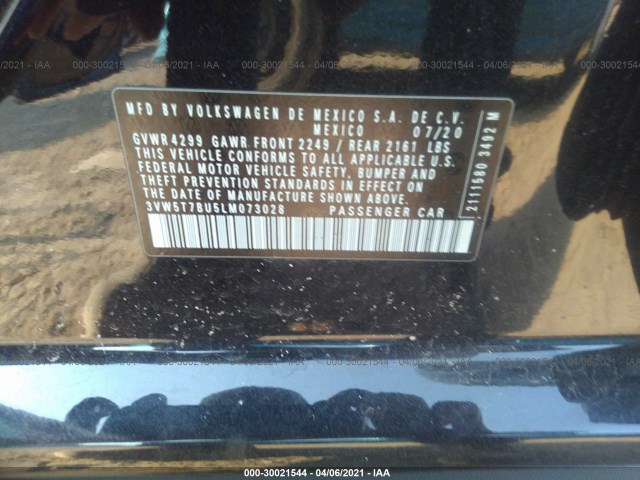 MFD BY VOLKSWAGEN DE MEXICO S.A. DE C.V.
MEXICO 07/20
GVWR 4299 GAWR FRONT 2249 / REAR 2161 LBS
THIS VEHICLE CONFORMS TO ALL APPLICABLE U.S.
FEDERAL MOTOR VEHICLE SAFETY, BUMPER AND
THEFT PREVENTION STANDARDS IN EFFECT ON THE
DATE OF MANUFACTURE SHOWN ABOVE.
3VW5T7BU5LM073028 PASSENGER CAR
2111580 3492 M
000-30021544 - 04/06/2021 - IAA